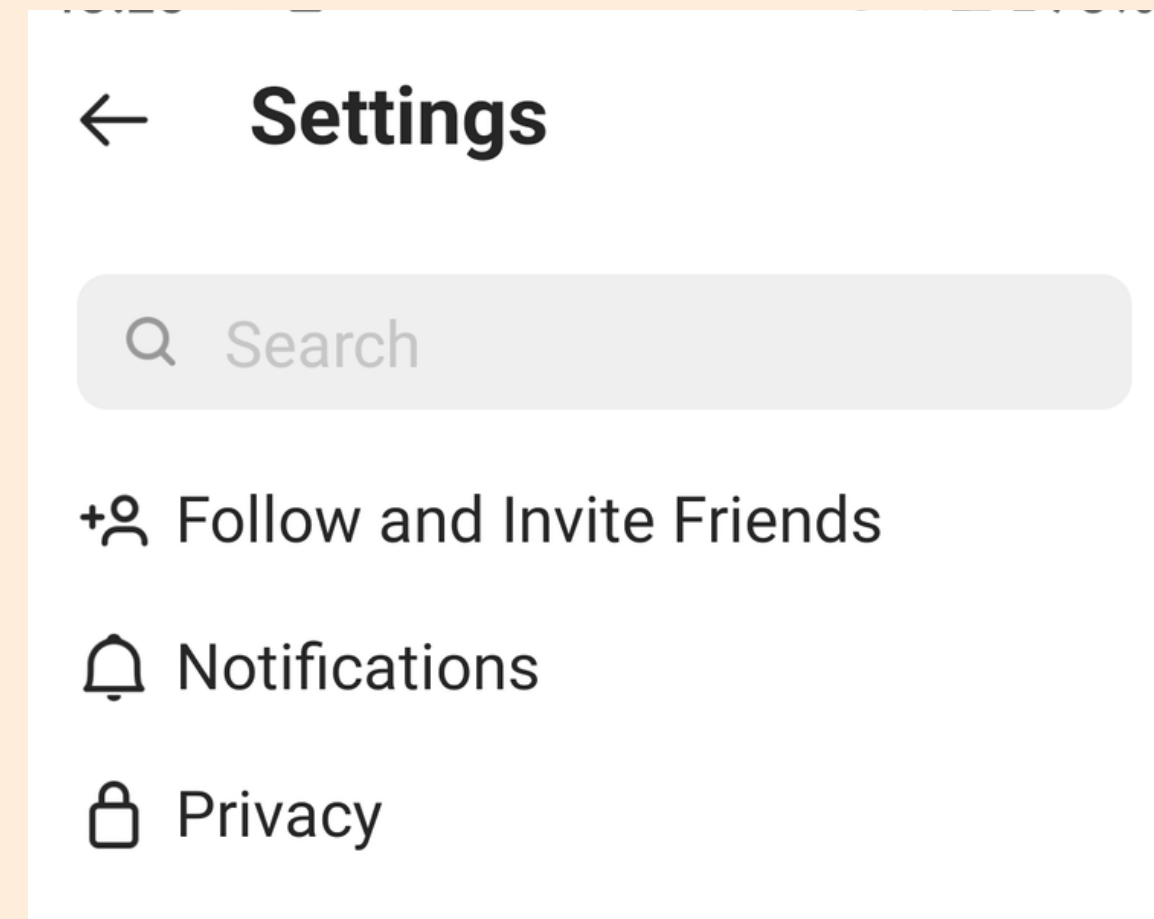 Settings
Search
Follow and Invite Friends
Notifications
Privacy